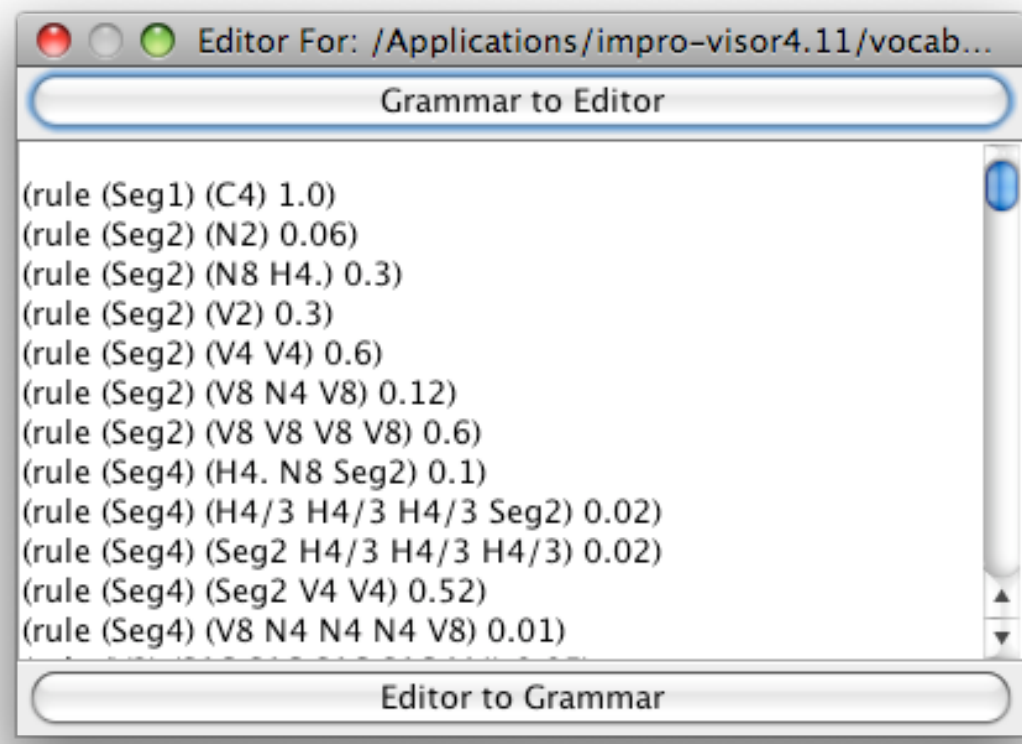 Editor For: /Applications/impro-visor4.11/vocab...
Grammar to Editor
(rule (Seg1) (C4) 1.0)
(rule (Seg2) (N2) 0.06)
(rule (Seg2) (N8 H4.) 0.3)
(rule (Seg2) (V2) 0.3)
(rule (Seg2) (V4 V4) 0.6)
(rule (Seg2) (V8 N4 V8) 0.12)
(rule (Seg2) (V8 V8 V8 V8) 0.6)
(rule (Seg4) (H4. N8 Seg2) 0.1)
(rule (Seg4) (H4/3 H4/3 H4/3 Seg2) 0.02)
(rule (Seg4) (Seg2 H4/3 H4/3 H4/3) 0.02)
(rule (Seg4) (Seg2 V4 V4) 0.52)
(rule (Seg4) (V8 N4 N4 N4 V8) 0.01)
Editor to Grammar